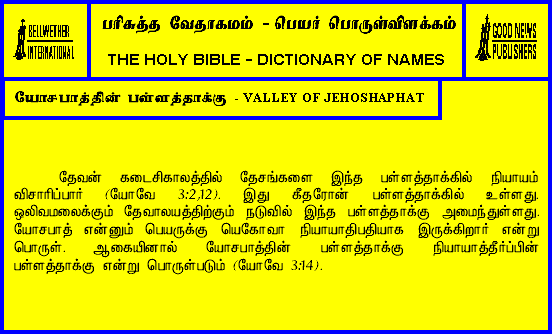 BELLWETHER
INTERNATIONAL
பரிசுத்த வேதாகமம் - பெயர் பொருள்விளக்கம்
THE HOLY BIBLE - DICTIONARY OF NAMES
GOOD NEWS
PUBLISHERS
யோசபாத்தின் பள்ளத்தாக்கு - VALLEY OF JEHOSHAPHAT
தேவன் கடைசிகாலத்தில் தேசங்களை இந்த பள்ளத்தாக்கில் நியாயம்
விசாரிப்பார் (யோவே 3:2,12). இது கீதரோன் பள்ளத்தாக்கில் உள்ளது.
ஒலிவமலைக்கும் தேவாலயத்திற்கும் நடுவில் இந்த பள்ளத்தாக்கு அமைந்துள்ளது.
யோசபாத் என்னும் பெயருக்கு யெகோவா நியாயாதிபதியாக இருக்கிறார் என்று
பொருள். ஆகையினால் யோசபாத்தின் பள்ளத்தாக்கு நியாயத்தீர்ப்பின்
பள்ளத்தாக்கு என்று பொருள்படும் (யோவே 3:14).